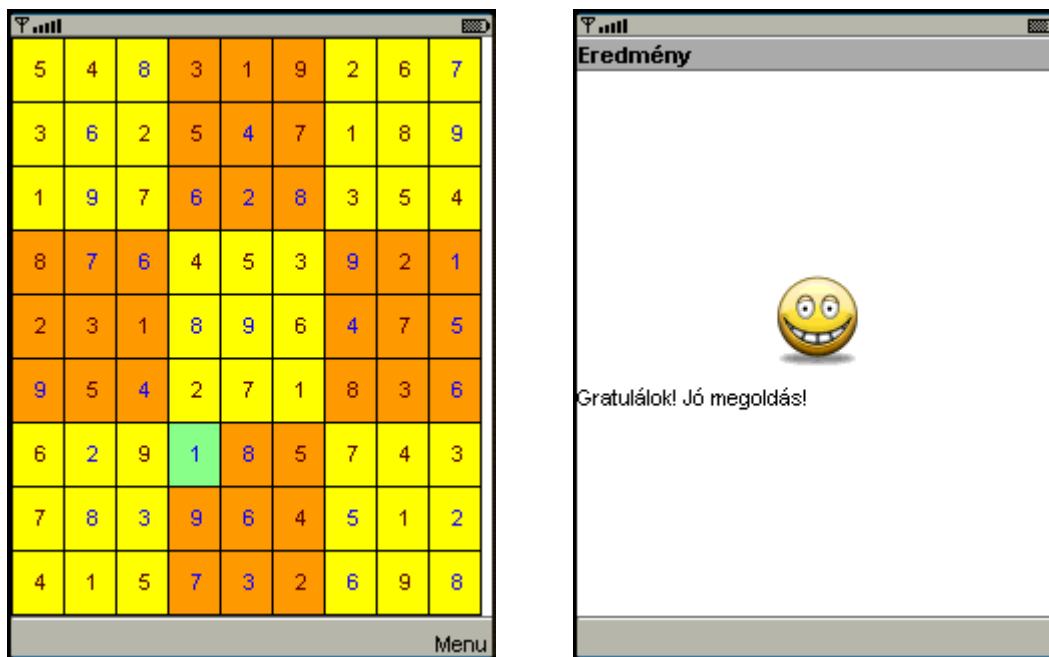 5 4 8 3 1 9 2 6 7
3 6 2 5 4 7 1 8 9
1 9 7 6 2 8 3 5 4
8 7 6 4 5 3 9 2 1
2 3 1 8 9 6 4 7 5
9 5 4 2 7 1 8 3 6
6 2 9 1 8 5 7 4 3
7 8 3 9 6 4 5 1 2
4 1 5 7 3 2 6 9 8
Menu
Eredmény
Gratulálok! Jó megoldás!